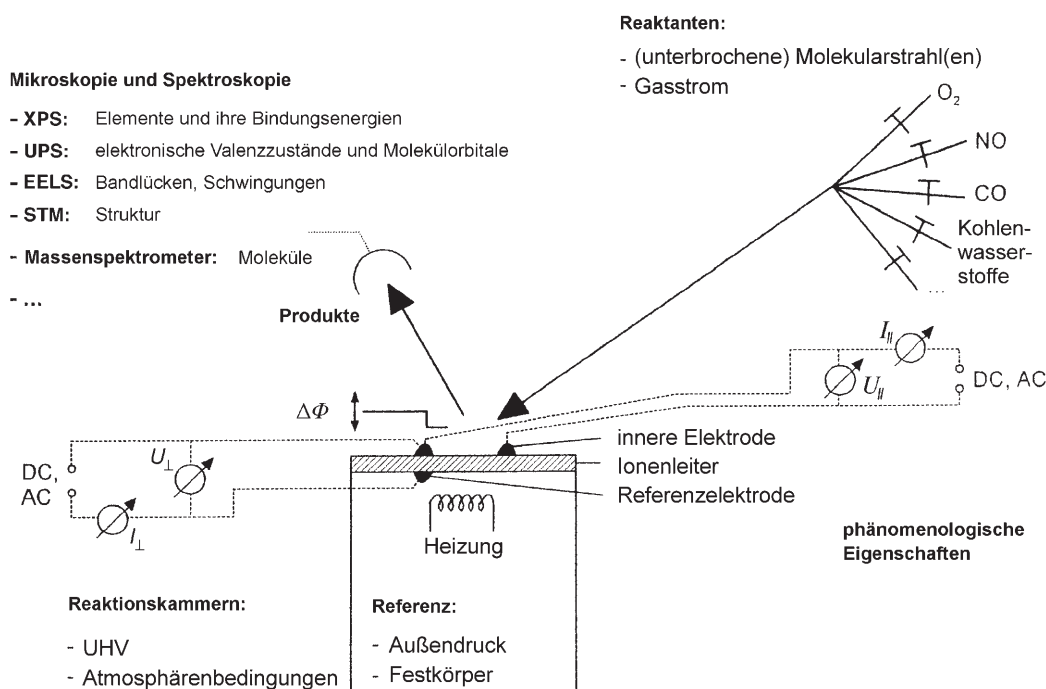 Reaktanten:
- (unterbrochene) Molekularstrahl(en)
- Gasstrom
Mikroskopie und Spektroskopie
- XPS: Elemente und ihre Bindungsenergien
- UPS: elektronische Valenzzustände und Molekülorbitale
- EELS: Bandlücken, Schwingungen
- STM: Struktur
- Massenspektrometer: Moleküle
- ...
O₂
NO
CO
Kohlen-
wasser-
stoffe
...
Produkte
ΔΦ
I∥
U∥
DC, AC
innere Elektrode
Ionenleiter
Referenzelektrode
DC,
AC
U⊥
I⊥
Heizung
phänomenologische
Eigenschaften
Reaktionskammern:
- UHV
- Atmosphärenbedingungen
Referenz:
- Außendruck
- Festkörper